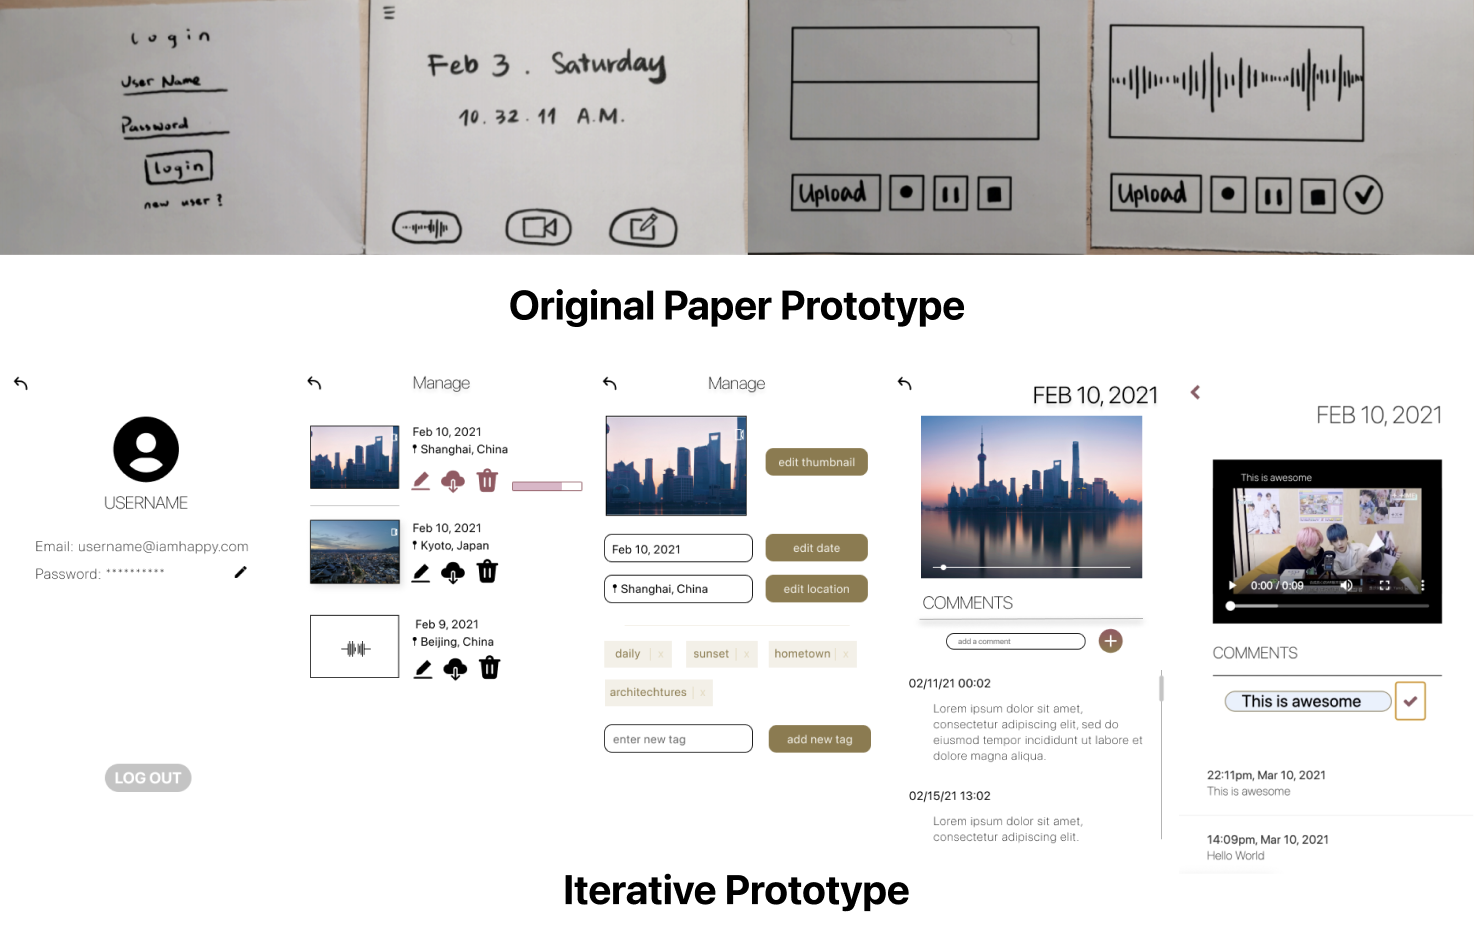 login
User Name
Password
login
new user?
Feb 3. Saturday
10.32.11 A.M.
Upload
Upload
Original Paper Prototype
USERNAME
Email: username@iamhappy.com
Password: **********
LOG OUT
Manage
Feb 10, 2021
Shanghai, China
Feb 10, 2021
Kyoto, Japan
Feb 9, 2021
Beijing, China
Manage
edit thumbnail
Feb 10, 2021
edit date
Shanghai, China
edit location
daily | x
sunset | x
hometown | x
architechtures | x
enter new tag
add new tag
FEB 10, 2021
COMMENTS
add a comment
02/11/21 00:02
Lorem ipsum dolor sit amet,
consectetur adipiscing elit, sed do
eiusmod tempor incididunt ut labore et
dolore magna aliqua.
02/15/21 13:02
Lorem ipsum dolor sit amet,
consectetur adipiscing elit.
FEB 10, 2021
This is awesome
0:00 / 0:09
COMMENTS
This is awesome
22:11pm, Mar 10, 2021
This is awesome
14:09pm, Mar 10, 2021
Hello World
Iterative Prototype